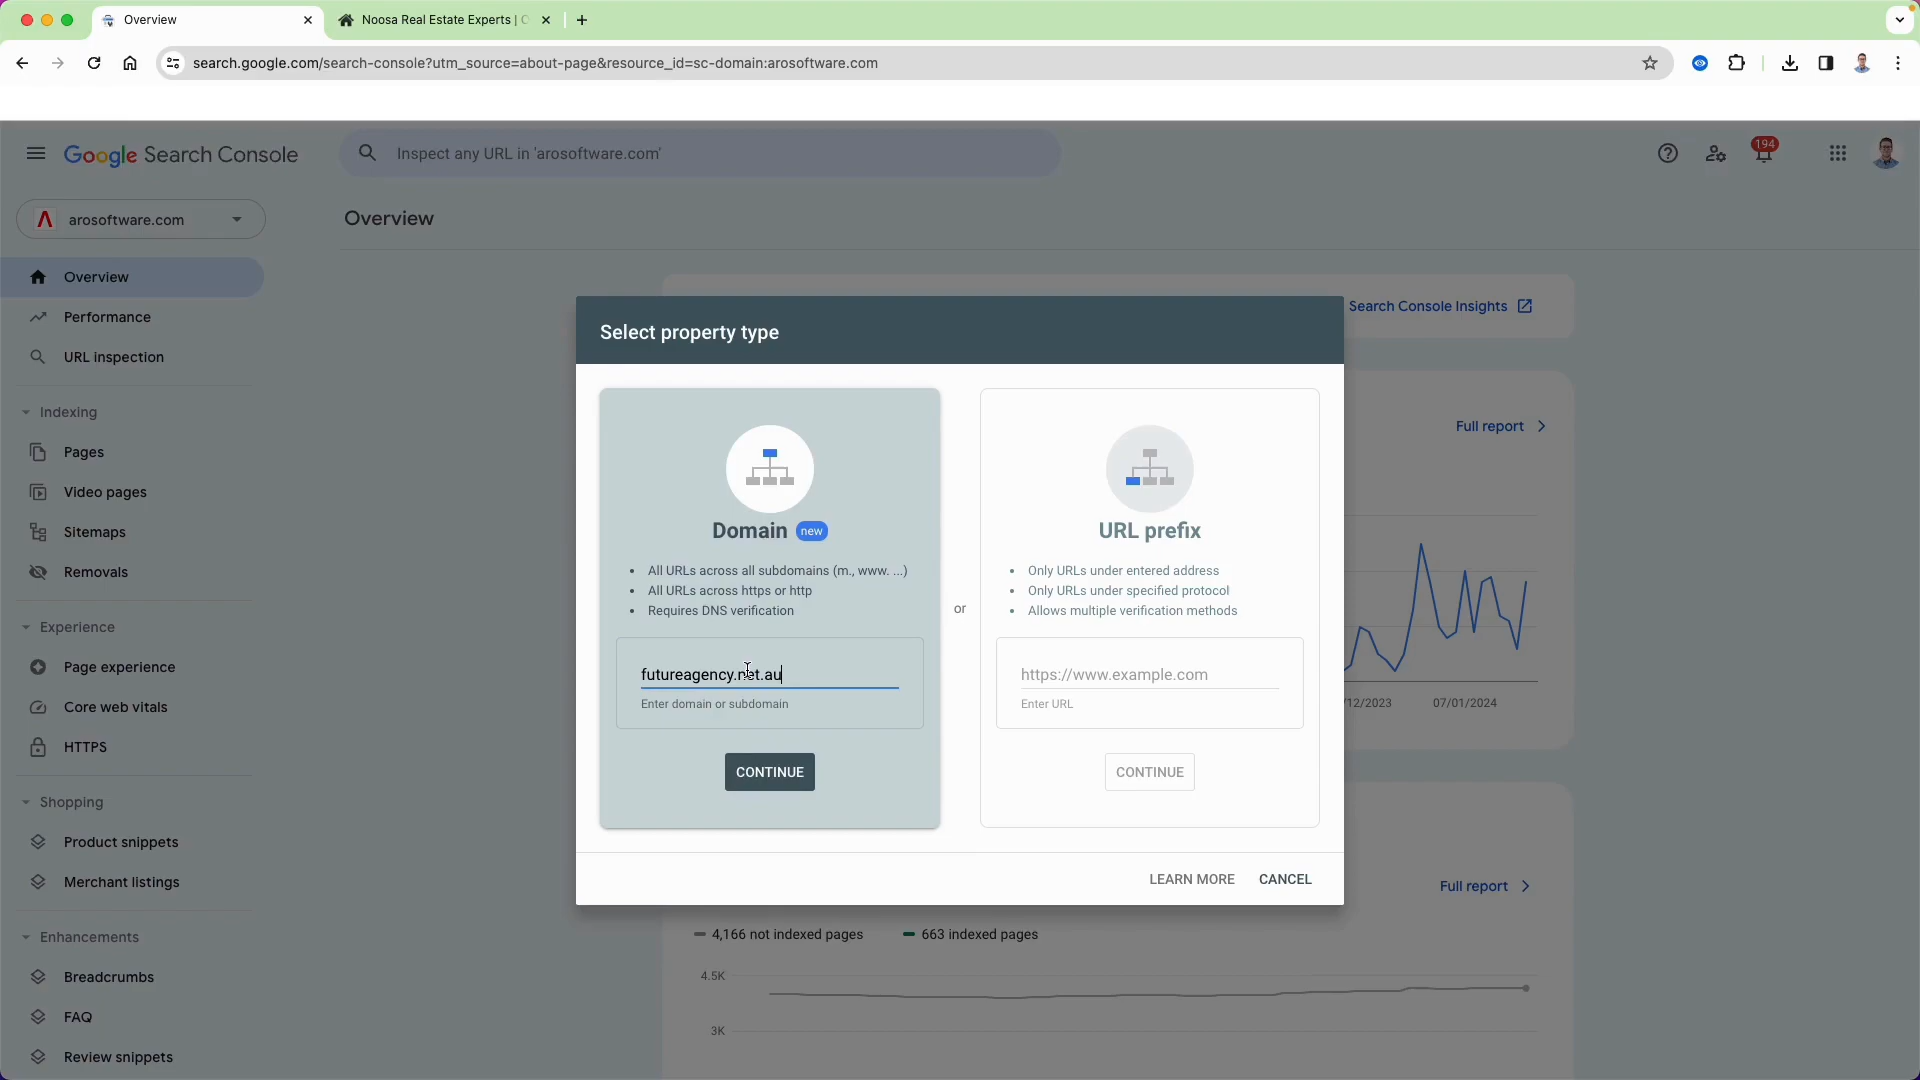 Overview
Noosa Real Estate Experts |
search.google.com/search-console?utm_source=about-page&resource_id=sc-domain:arosoftware.com
Google Search Console
Inspect any URL in 'arosoftware.com'
194
arosoftware.com
Overview
Overview
Performance
URL inspection
Indexing
Pages
Video pages
Sitemaps
Removals
Experience
Page experience
Core web vitals
HTTPS
Shopping
Product snippets
Merchant listings
Enhancements
Breadcrumbs
FAQ
Review snippets
Search Console Insights
Full report
Select property type
Domain new
• All URLs across all subdomains (m., www. ...)
• All URLs across https or http
• Requires DNS verification
futureagency.net.au
Enter domain or subdomain
CONTINUE
or
URL prefix
• Only URLs under entered address
• Only URLs under specified protocol
• Allows multiple verification methods
https://www.example.com
Enter URL
CONTINUE
LEARN MORE
CANCEL
/12/2023
07/01/2024
Full report
4,166 not indexed pages
663 indexed pages
4.5K
3K